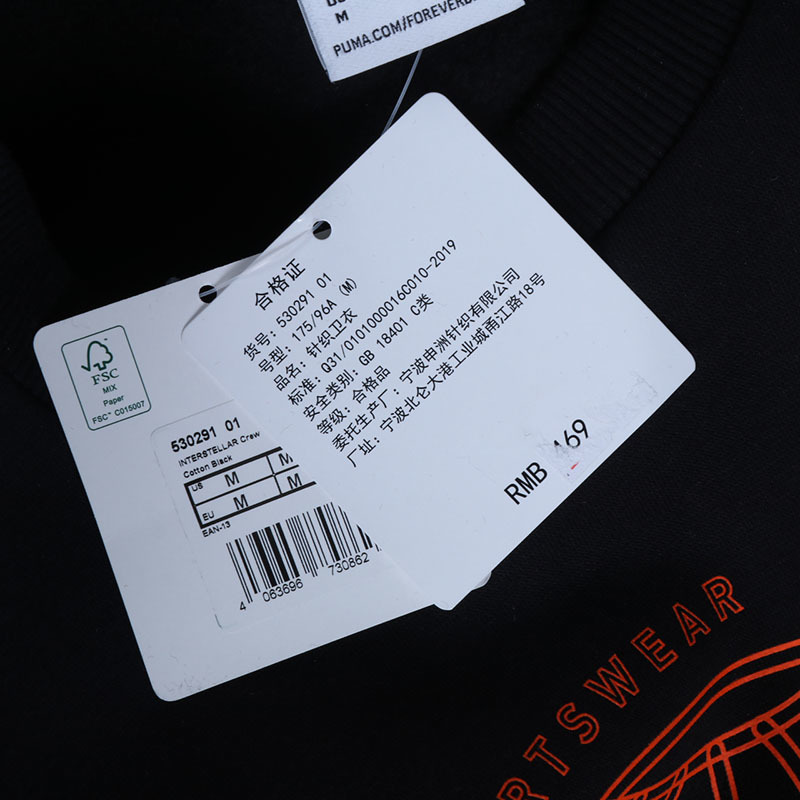 M
PUMA.COM/FOREVERB
合格证
货号: 530291 01
号型: 175/96A (M)
品名: 针织卫衣
标准: Q31/0101000016C010-2019
安全类别: GB 18401 C类
等级: 合格品
委托生产厂: 宁波申洲针织有限公司
厂址: 宁波北仑大港工业城甬江路18号
RMB 69
FSC
MIX
Paper
FSC™ C015007
530291 01
INTERSTELLAR Crew
Cotton Black
US M M
EU M M
EAN-13
4 063696 730862
RTSWEAR